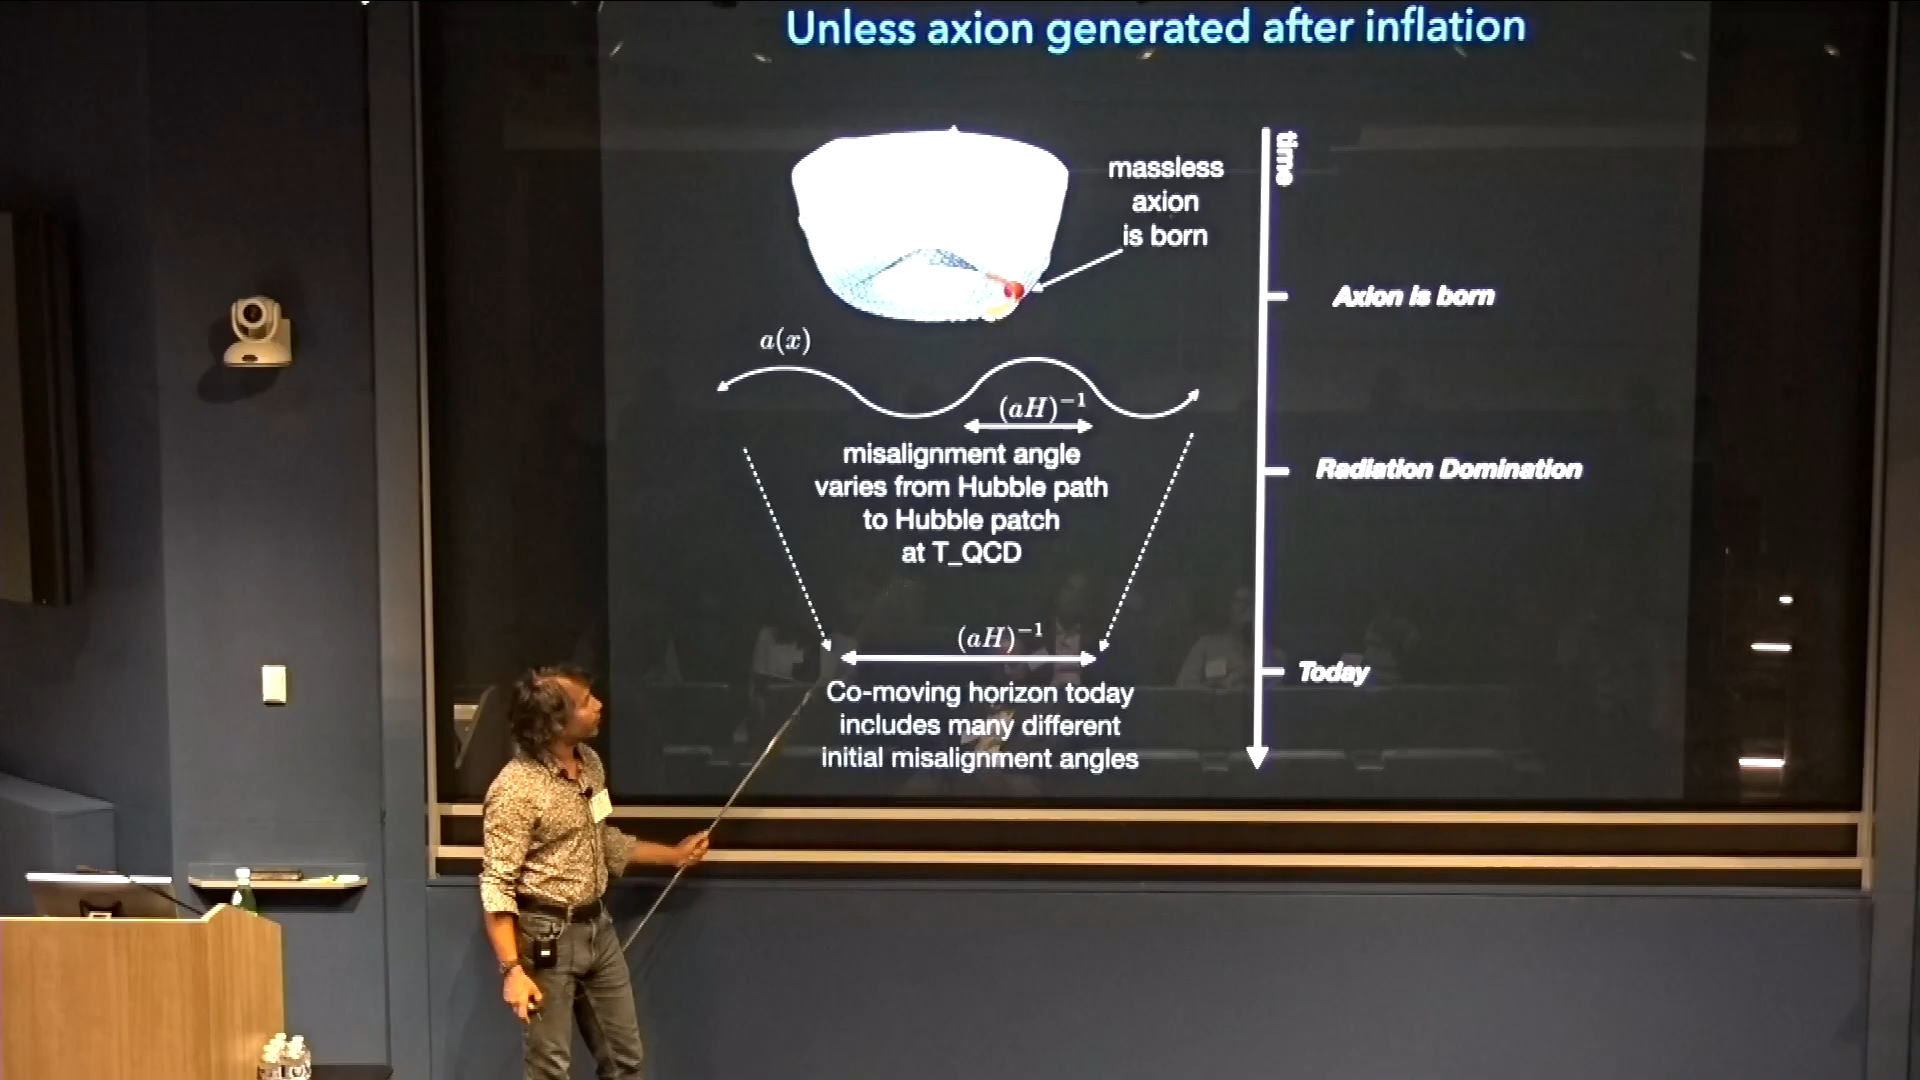 Unless axion generated after inflation
massless
axion
is born
time
Axion is born
a(x)
(aH)⁻¹
misalignment angle
varies from Hubble path
to Hubble patch
at T_QCD
Radiation Domination
(aH)⁻¹
Today
Co-moving horizon today
includes many different
initial misalignment angles